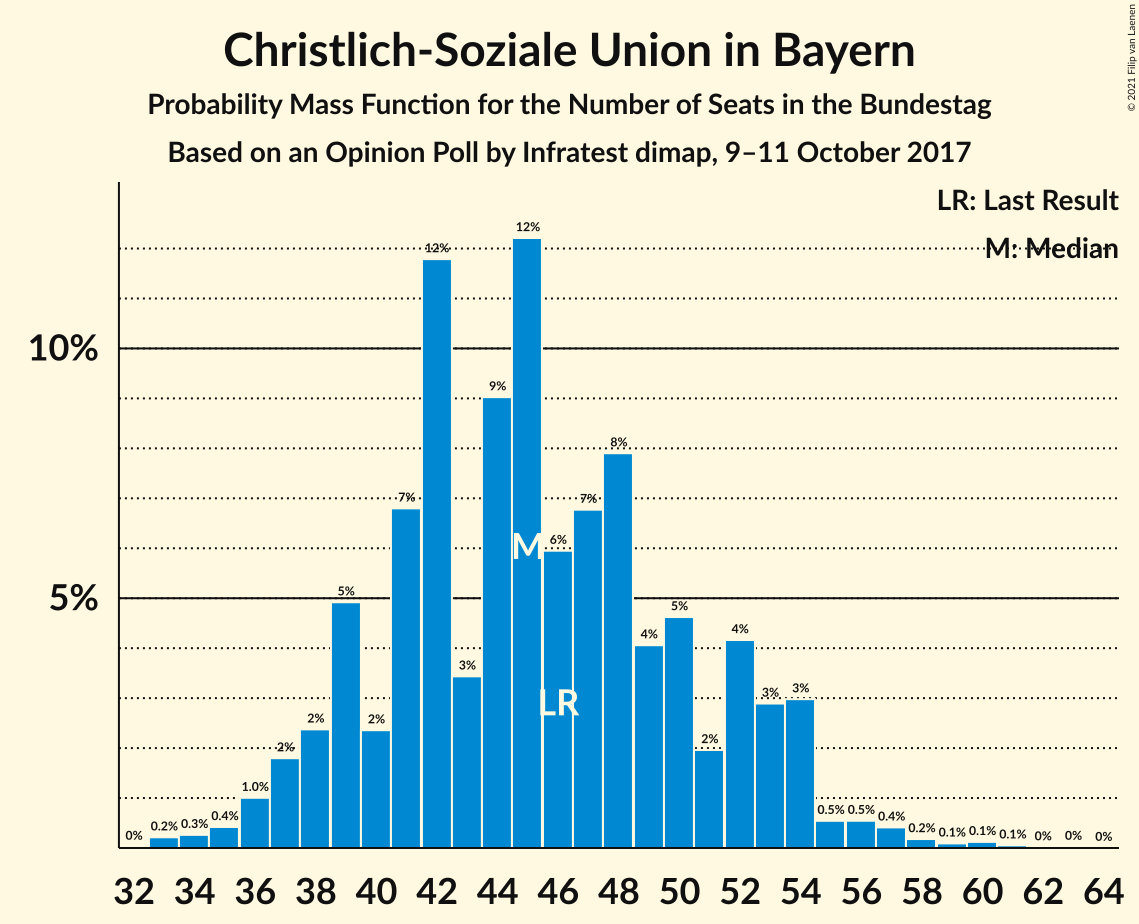 Christlich-Soziale Union in Bayern
Probability Mass Function for the Number of Seats in the Bundestag
Based on an Opinion Poll by Infratest dimap, 9–11 October 2017
© 2021 Filip van Laenen
LR: Last Result
M: Median
10%
5%
0% 0.2% 0.3% 0.4% 1.0% 2% 2% 5% 2% 7% 12% 3% 9% 12% 6% 7% 8% 4% 5% 2% 4% 3% 3% 0.5% 0.5% 0.4% 0.2% 0.1% 0.1% 0.1% 0% 0% 0%
M
LR
32 34 36 38 40 42 44 46 48 50 52 54 56 58 60 62 64